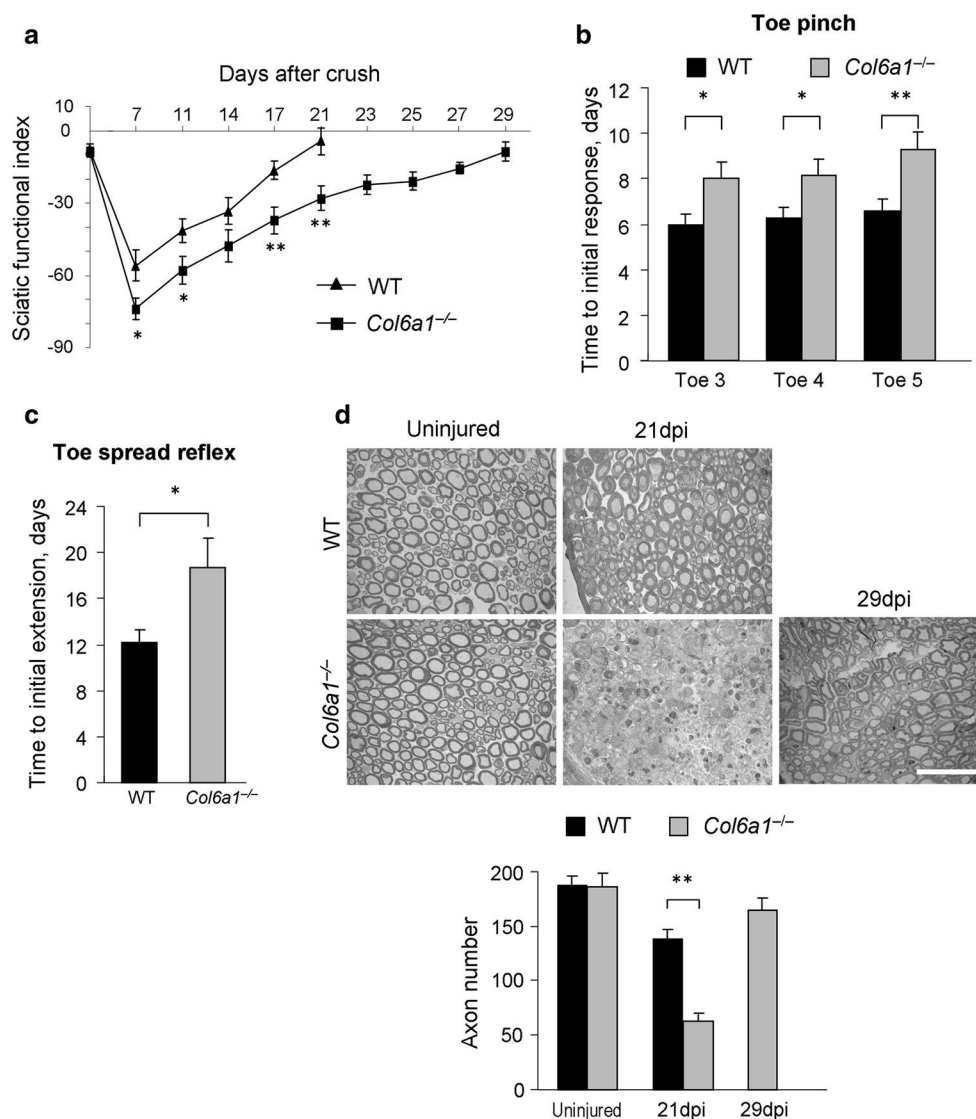 a
Days after crush
7 11 14 17 21 23 25 27 29
10
0
-30
-60
-90
Sciatic functional index
* * ** **
WT
Col6a1–/–
b
Toe pinch
WT Col6a1–/–
* * **
12
10
8
6
4
2
0
Time to initial response, days
Toe 3 Toe 4 Toe 5
c
Toe spread reflex
*
24
20
16
12
8
4
0
Time to initial extension, days
WT Col6a1–/–
d
Uninjured 21dpi
WT
29dpi
Col6a1–/–
WT Col6a1–/–
**
200
150
100
50
0
Axon number
Uninjured 21dpi 29dpi